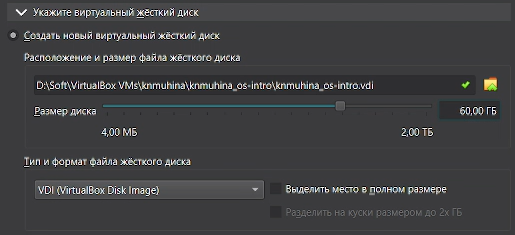 Укажите виртуальный жёсткий диск
Создать новый виртуальный жёсткий диск
Расположение и размер файла жёсткого диска
D:\Soft\VirtualBox VMs\knmuhina\knmuhina_os-intro\knmuhina_os-intro.vdi
Размер диска 60,00 ГБ
4,00 МБ 2,00 ТБ
Тип и формат файла жёсткого диска
VDI (VirtualBox Disk Image) Выделить место в полном размере
Разделить на куски размером до 2х ГБ